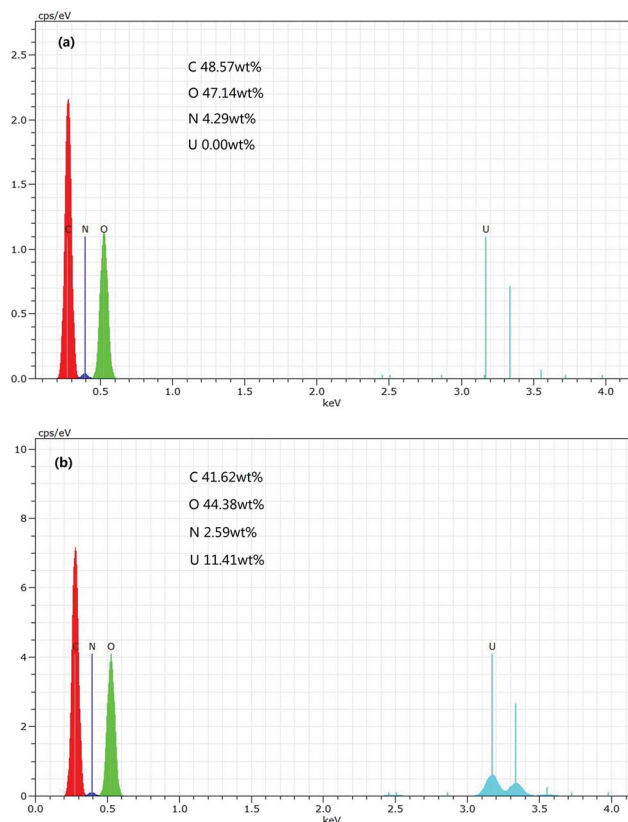 cps/eV
(a)
C 48.57wt%
O 47.14wt%
N 4.29wt%
U 0.00wt%
2.5
2.0
1.5
1.0
0.5
0.0
C N O U
0.5 1.0 1.5 2.0 2.5 3.0 3.5 4.0
keV
cps/eV
(b)
C 41.62wt%
O 44.38wt%
N 2.59wt%
U 11.41wt%
10
8
6
4
2
0
C N O U
0.0 0.5 1.0 1.5 2.0 2.5 3.0 3.5 4.0
keV